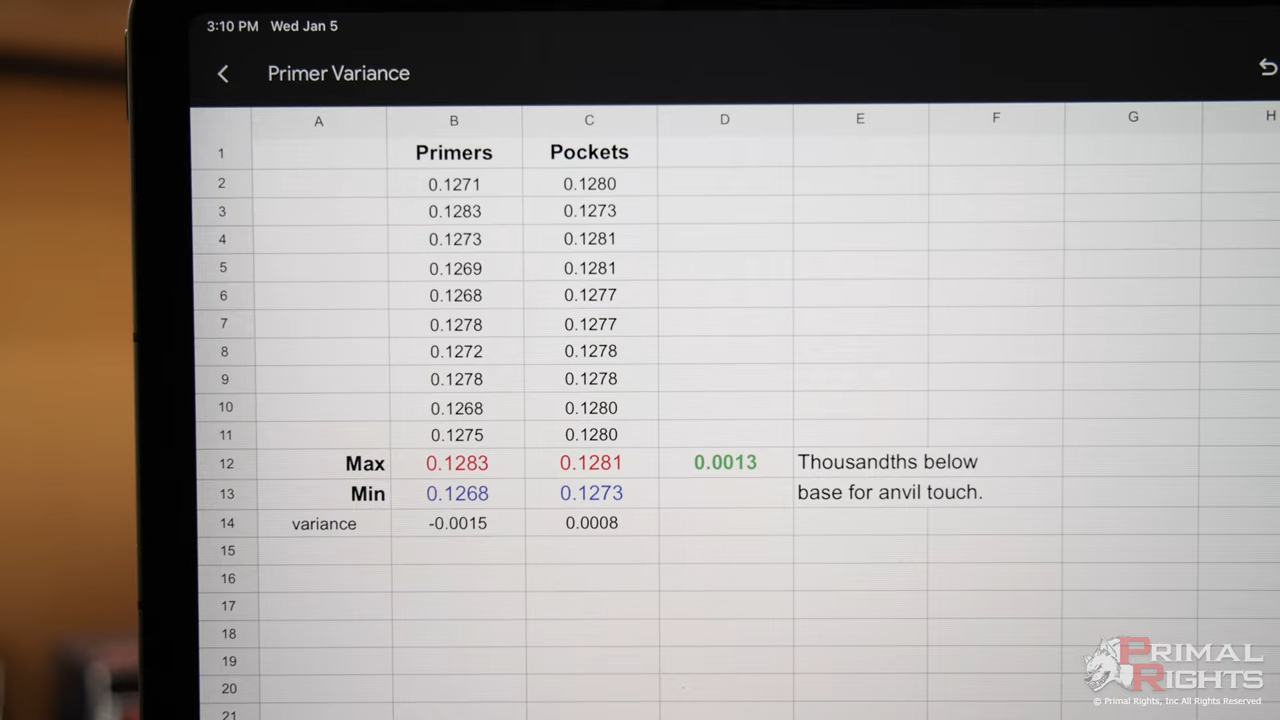 3:10 PM Wed Jan 5
Primer Variance
A B C D E F G H
1 Primers Pockets
2 0.1271 0.1280
3 0.1283 0.1273
4 0.1273 0.1281
5 0.1269 0.1281
6 0.1268 0.1277
7 0.1278 0.1277
8 0.1272 0.1278
9 0.1278 0.1278
10 0.1268 0.1280
11 0.1275 0.1280
12 Max 0.1283 0.1281 0.0013 Thousandths below
13 Min 0.1268 0.1273 base for anvil touch.
14 variance -0.0015 0.0008
15
16
17
18
19
20
21
PRIMAL
RIGHTS
© Primal Rights, Inc All Rights Reserved